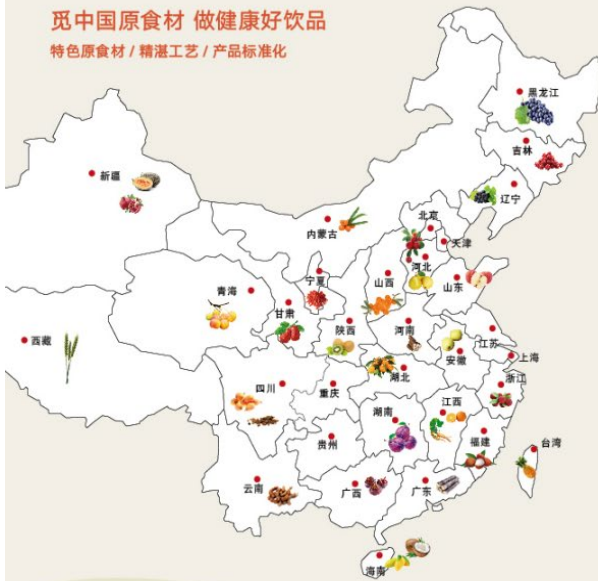 觅中国原食材 做健康好饮品
特色原食材 / 精湛工艺 / 产品标准化
黑龙江
吉林
辽宁
新疆
内蒙古
北京
天津
宁夏
河北
山西
山东
青海
甘肃
陕西
河南
江苏
西藏
安徽
上海
湖北
浙江
四川
重庆
江西
湖南
贵州
福建
台湾
云南
广西
广东
海南